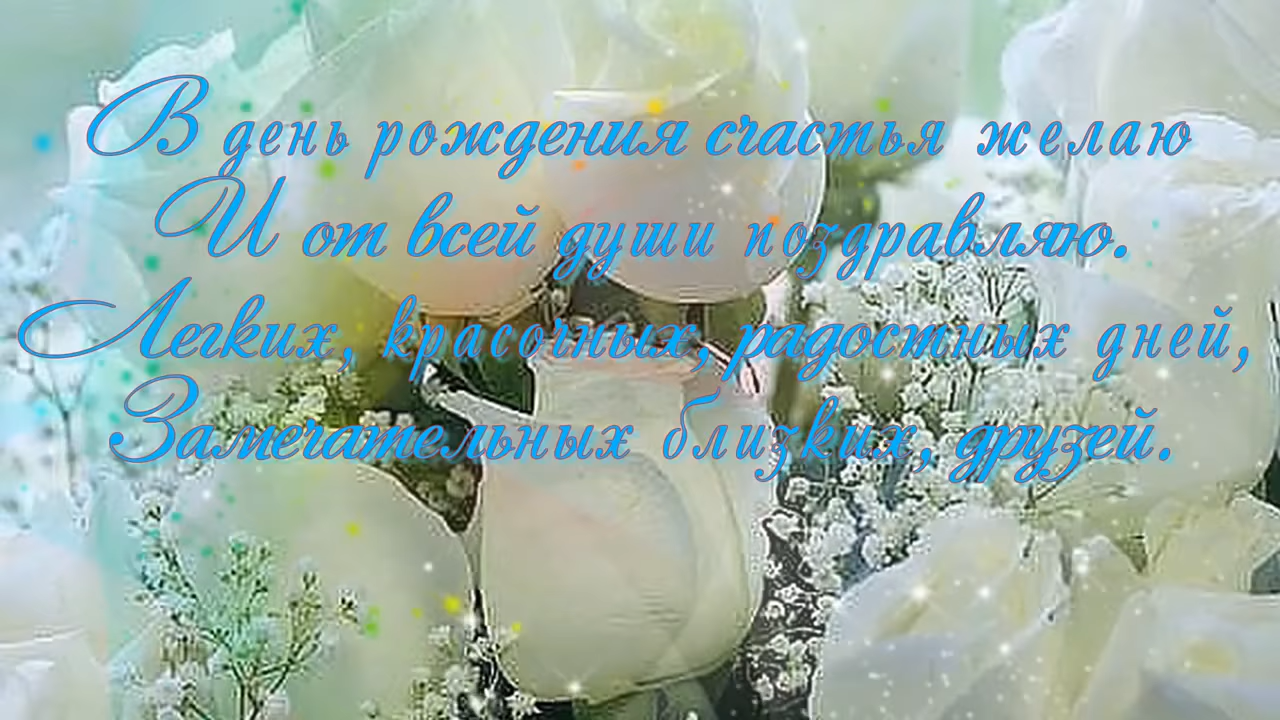 В день рождения счастья желаю
И от всей души поздравляю.
Легких, красочных, радостных дней,
Замечательных близких, друзей.